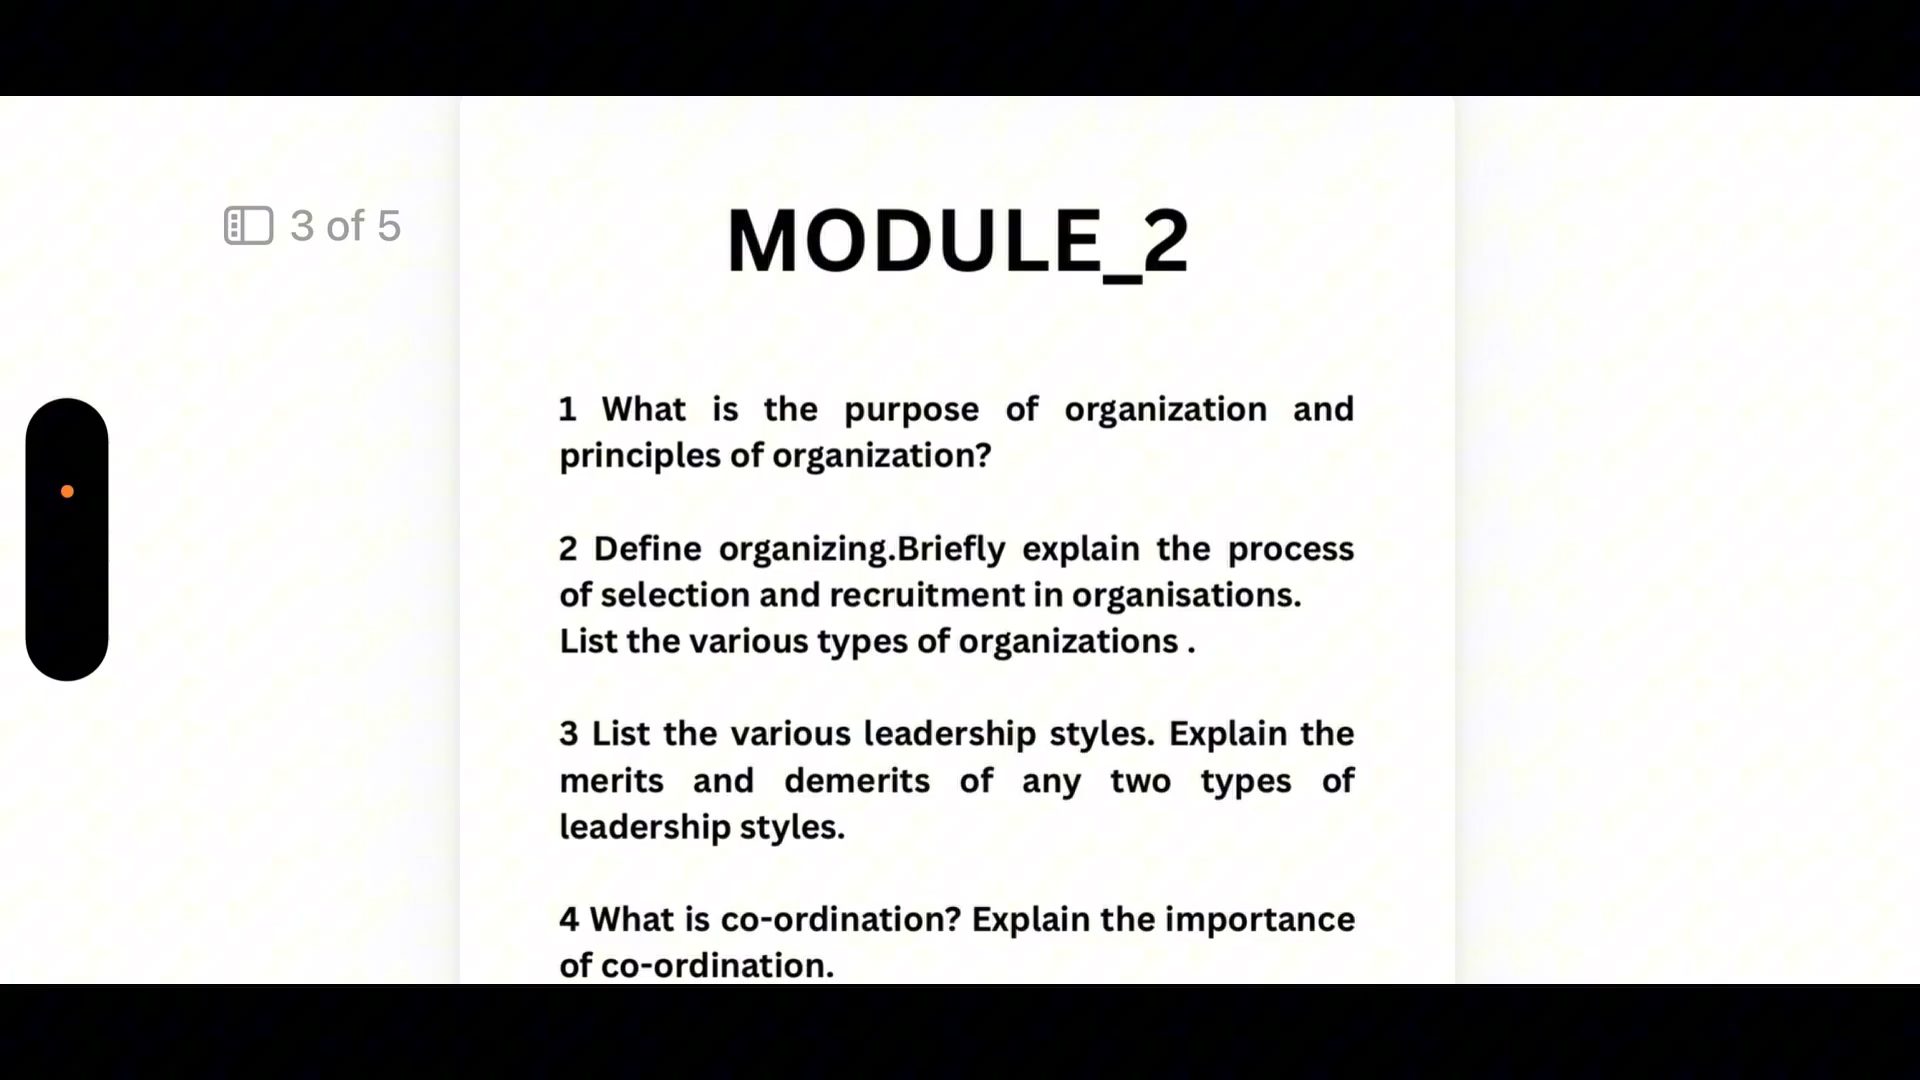 3 of 5
MODULE_2
1 What is the purpose of organization and
principles of organization?
2 Define organizing.Briefly explain the process
of selection and recruitment in organisations.
List the various types of organizations .
3 List the various leadership styles. Explain the
merits and demerits of any two types of
leadership styles.
4 What is co-ordination? Explain the importance
of co-ordination.